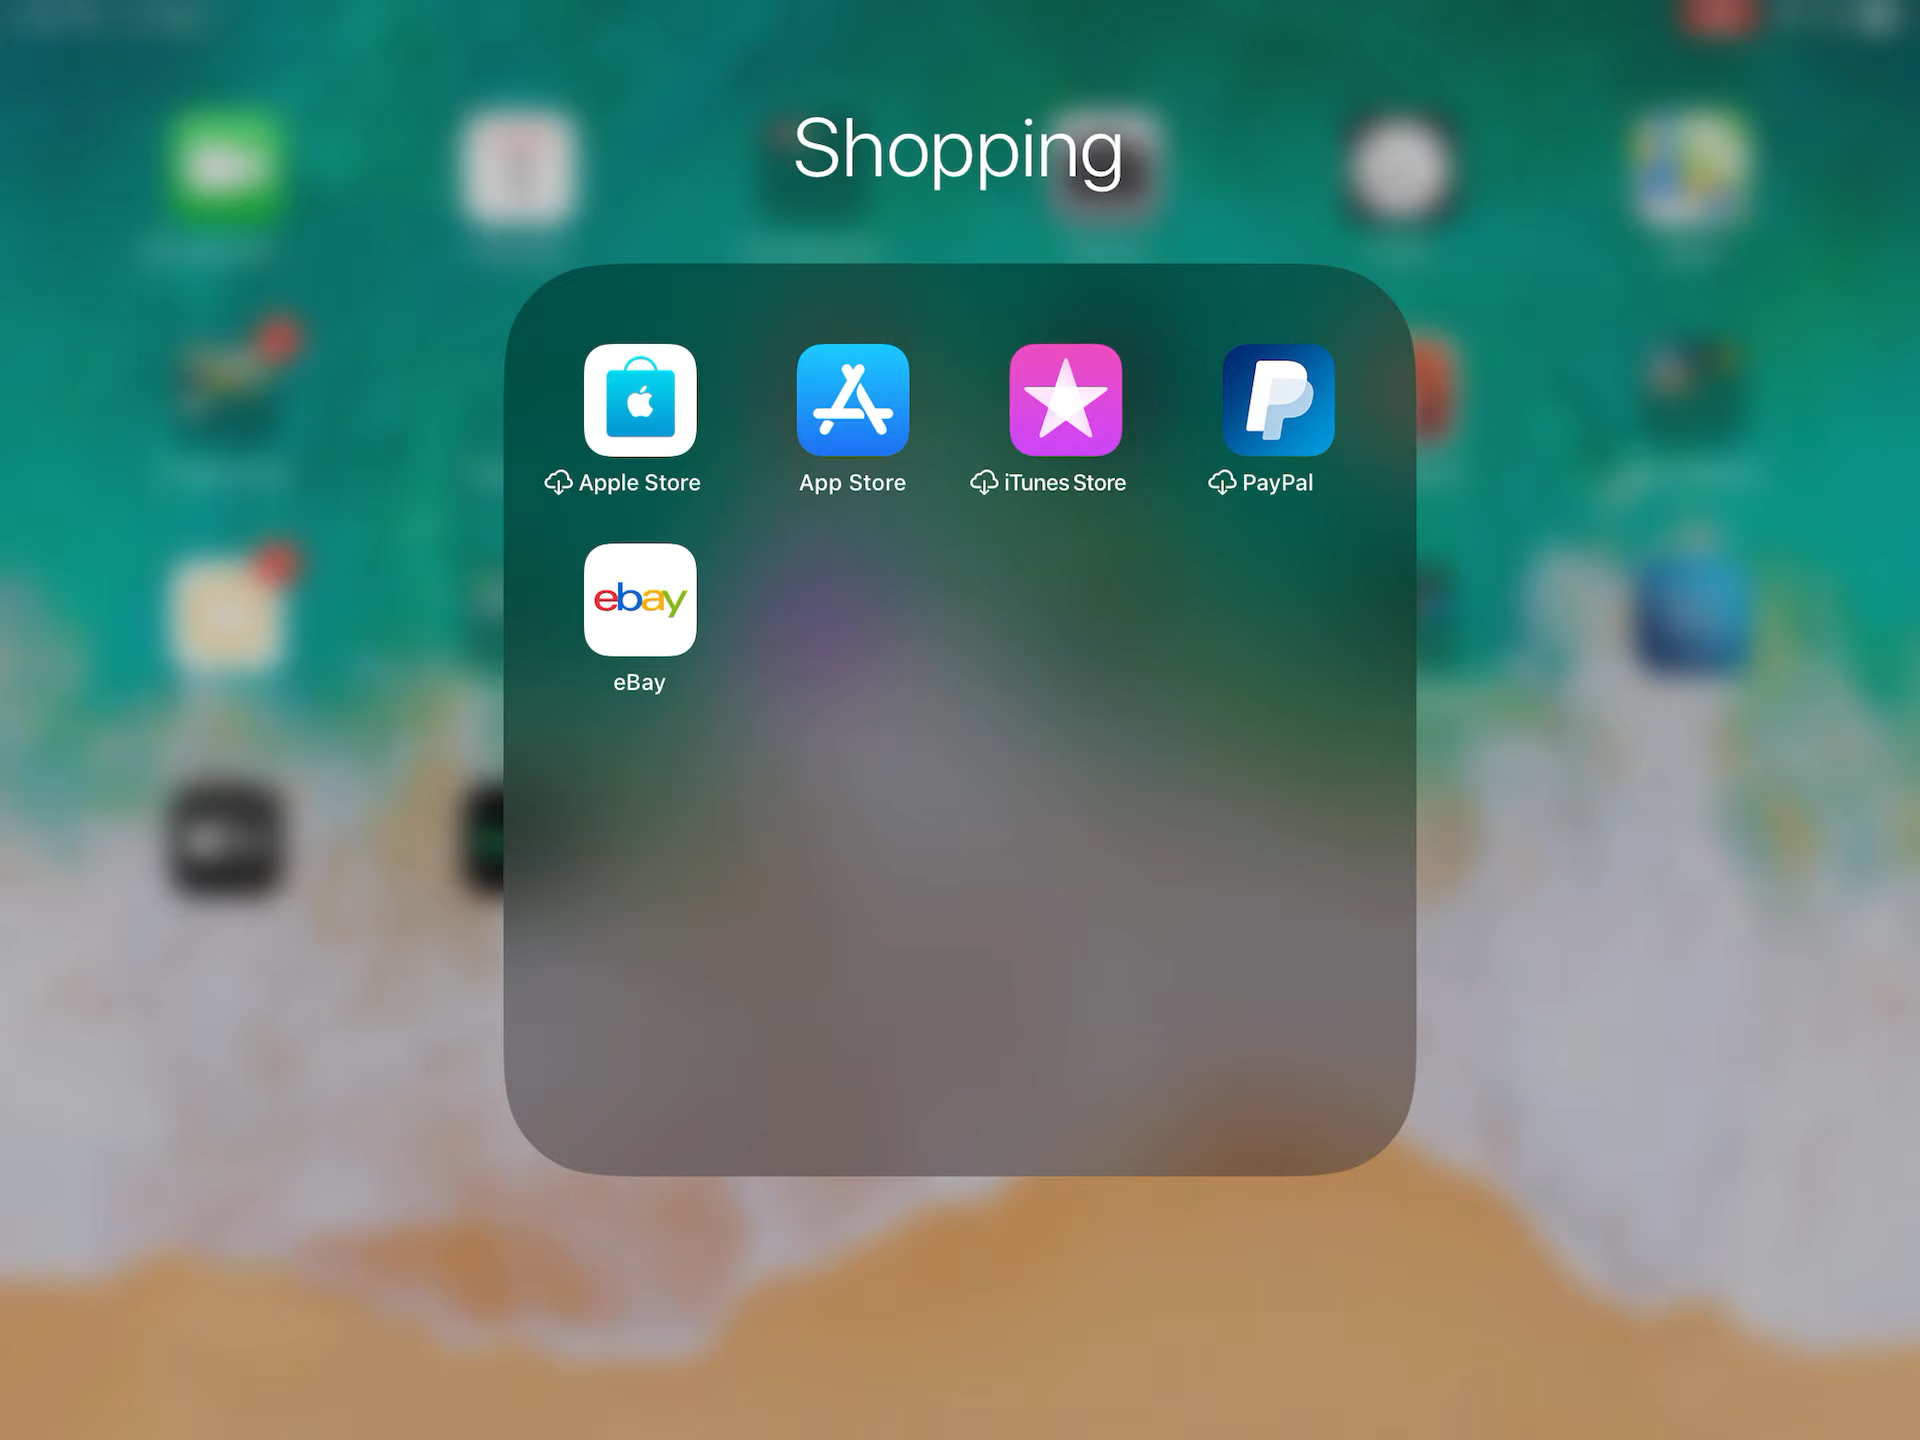 Shopping
Apple Store
App Store
iTunes Store
PayPal
ebay
eBay